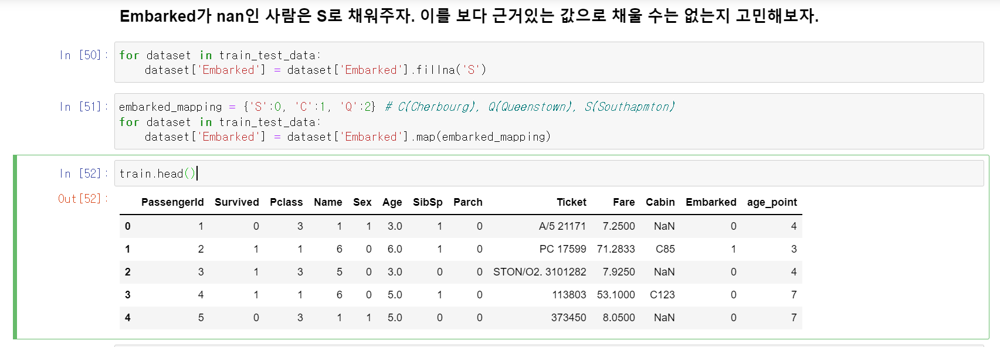 Embarked가 nan인 사람은 S로 채워주자. 이를 보다 근거있는 값으로 채울 수는 없는지 고민해보자.
In [50]: for dataset in train_test_data:
dataset['Embarked'] = dataset['Embarked'].fillna('S')
In [51]: embarked_mapping = {'S':0, 'C':1, 'Q':2} # C(Cherbourg), Q(Queenstown), S(Southapmton)
for dataset in train_test_data:
dataset['Embarked'] = dataset['Embarked'].map(embarked_mapping)
In [52]: train.head()
Out[52]:
PassengerId Survived Pclass Name Sex Age SibSp Parch Ticket Fare Cabin Embarked age_point
0 1 0 3 1 1 3.0 1 0 A/5 21171 7.2500 NaN 0 4
1 2 1 1 6 0 6.0 1 0 PC 17599 71.2833 C85 1 3
2 3 1 3 5 0 3.0 0 0 STON/O2. 3101282 7.9250 NaN 0 4
3 4 1 1 6 0 5.0 1 0 113803 53.1000 C123 0 7
4 5 0 3 1 1 5.0 0 0 373450 8.0500 NaN 0 7